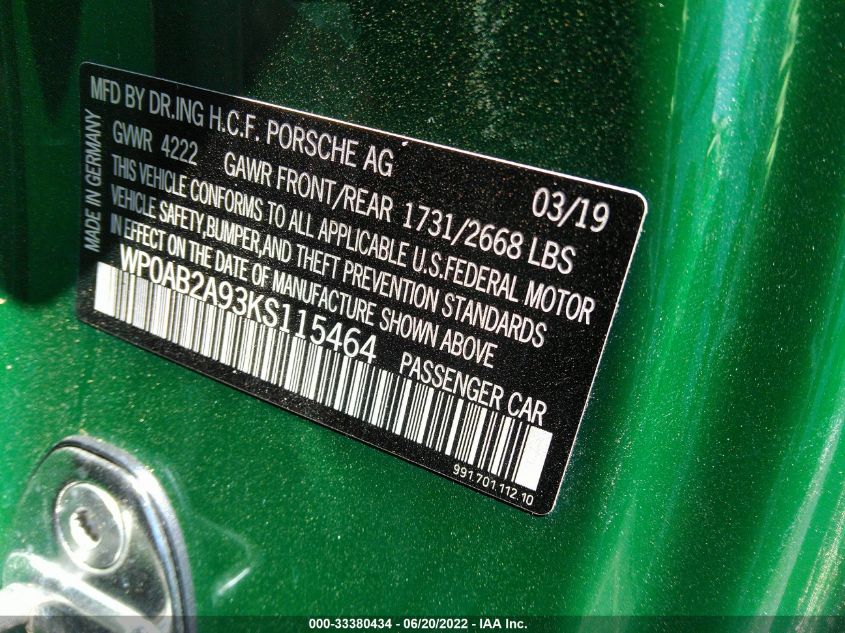 MFD BY DR.ING H.C.F. PORSCHE AG 03/19
GVWR 4222 GAWR FRONT/REAR 1731/2668 LBS
THIS VEHICLE CONFORMS TO ALL APPLICABLE U.S.FEDERAL MOTOR
VEHICLE SAFETY,BUMPER,AND THEFT PREVENTION STANDARDS
IN EFFECT ON THE DATE OF MANUFACTURE SHOWN ABOVE
WP0AB2A93KS115464 PASSENGER CAR
991.701.112.10
MADE IN GERMANY
000-33380434 - 06/20/2022 - IAA Inc.